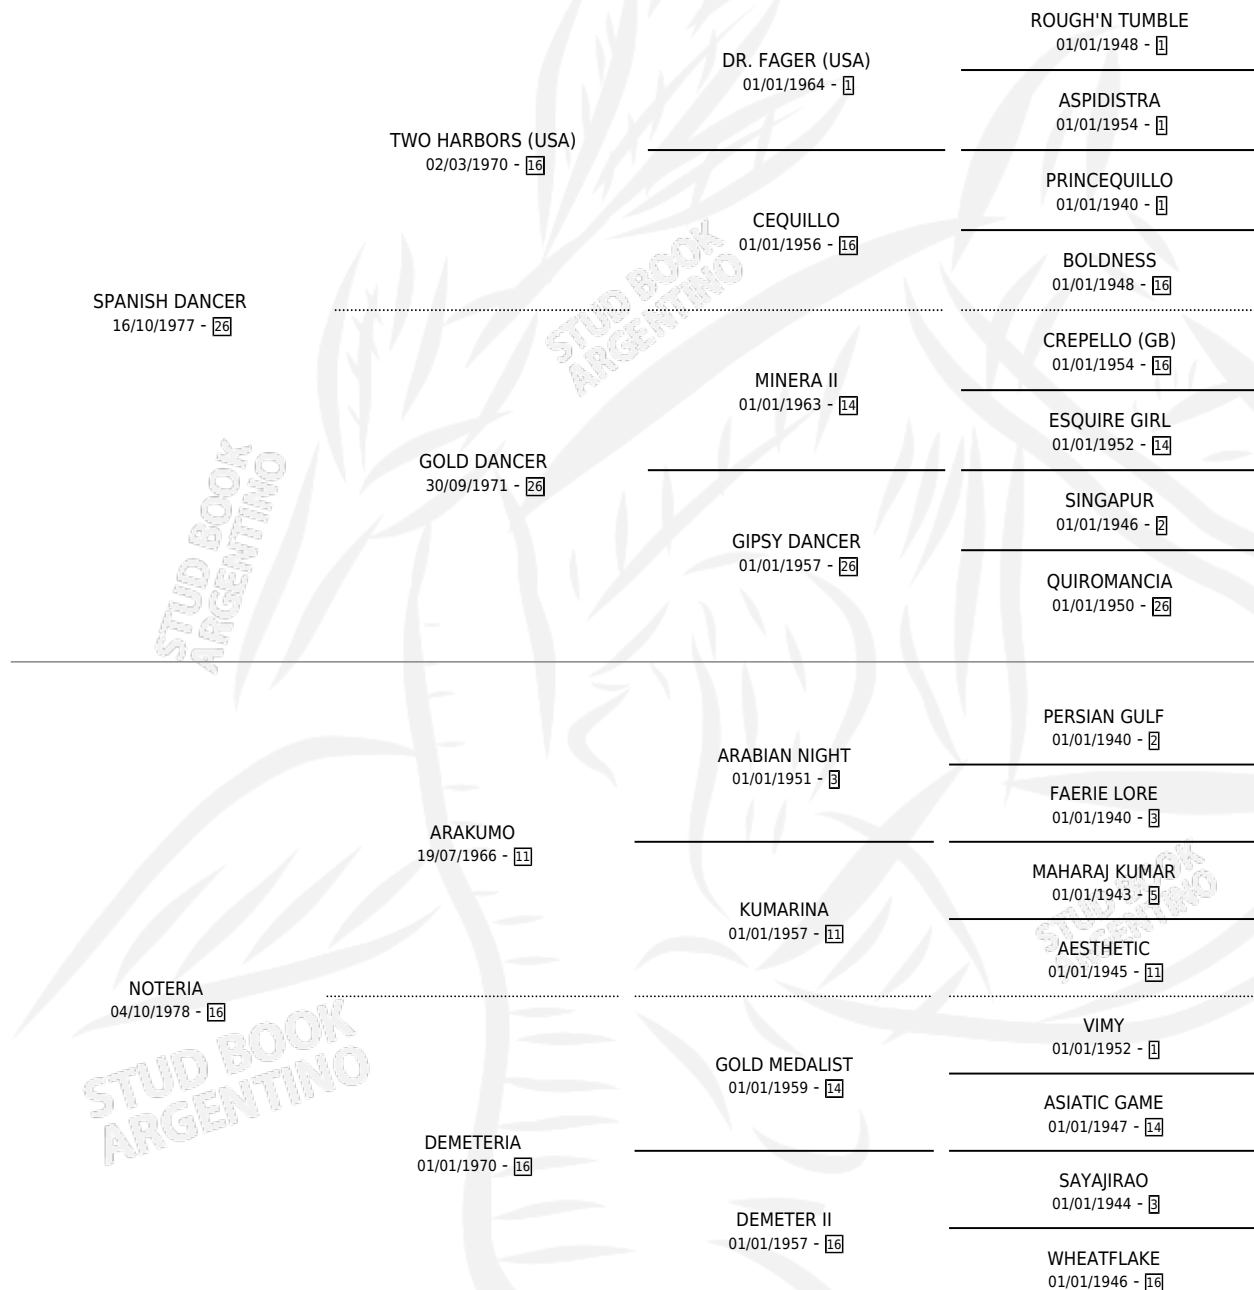 ROUGH'N TUMBLE
01/01/1948 - 1
DR. FAGER (USA)
01/01/1964 - 1
ASPIDISTRA
01/01/1954 - 1
TWO HARBORS (USA)
02/03/1970 - 16
PRINCEQUILLO
01/01/1940 - 1
CEQUILLO
01/01/1956 - 16
BOLDNESS
01/01/1948 - 16
SPANISH DANCER
16/10/1977 - 26
STUD BOOK
ARGENTINO
CREPELLO (GB)
01/01/1954 - 16
MINERA II
01/01/1963 - 14
ESQUIRE GIRL
01/01/1952 - 14
GOLD DANCER
30/09/1971 - 26
STUD BOOK
ARGENTINO
SINGAPUR
01/01/1946 - 2
GIPSY DANCER
01/01/1957 - 26
QUIROMANCIA
01/01/1950 - 26
PERSIAN GULF
01/01/1940 - 2
ARABIAN NIGHT
01/01/1951 - 3
FAERIE LORE
01/01/1940 - 3
ARAKUMO
19/07/1966 - 11
MAHARAJ KUMAR
01/01/1943 - 5
STUD BOOK
ARGENTINO
KUMARINA
01/01/1957 - 11
AESTHETIC
01/01/1945 - 11
NOTERIA
04/10/1978 - 16
STUD BOOK
ARGENTINO
VIMY
01/01/1952 - 1
GOLD MEDALIST
01/01/1959 - 14
ASIATIC GAME
01/01/1947 - 14
DEMETERIA
01/01/1970 - 16
SAYAJIRAO
01/01/1944 - 3
DEMETER II
01/01/1957 - 16
WHEATFLAKE
01/01/1946 - 16